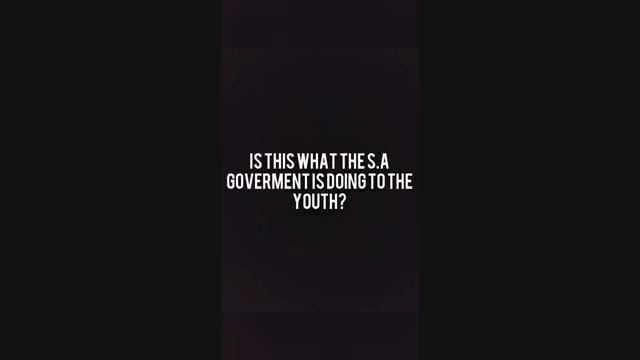 IS THIS WHAT THE S.A
GOVERMENT IS DOING TO THE
YOUTH?